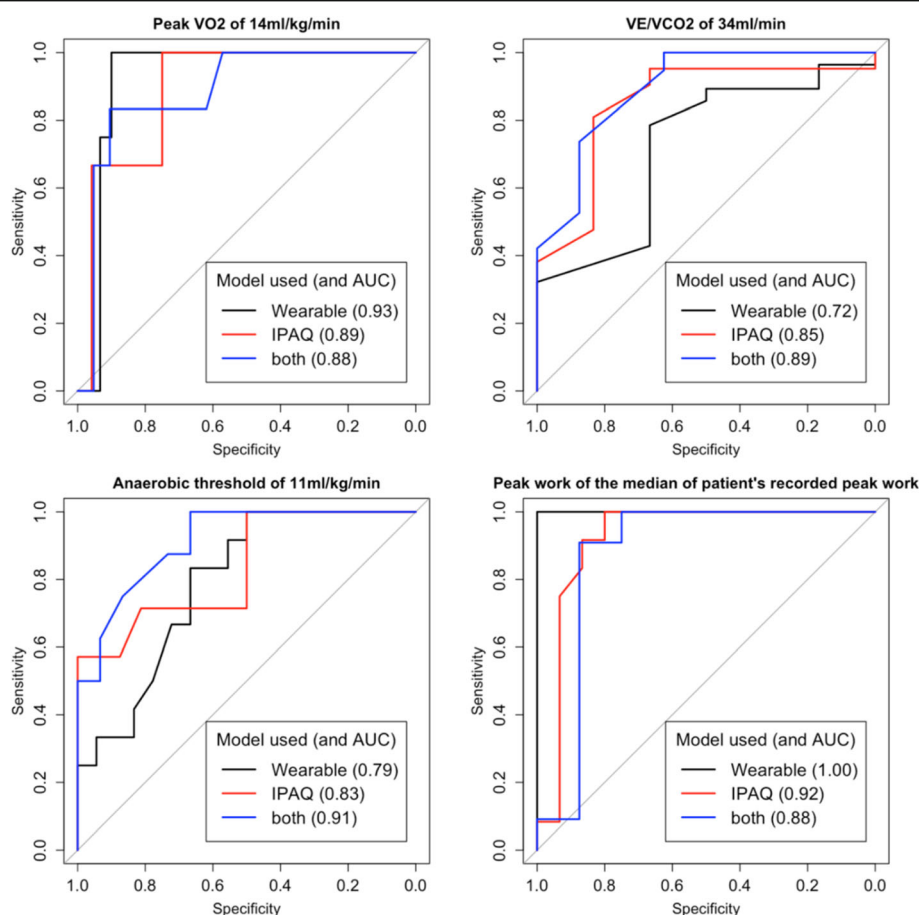 Peak VO2 of 14ml/kg/min
Sensitivity
1.0
0.8
0.6
0.4
0.2
0.0
Model used (and AUC)
Wearable (0.93)
IPAQ (0.89)
both (0.88)
1.0 0.8 0.6 0.4 0.2 0.0
Specificity
VE/VCO2 of 34ml/min
Sensitivity
1.0
0.8
0.6
0.4
0.2
0.0
Model used (and AUC)
Wearable (0.72)
IPAQ (0.85)
both (0.89)
1.0 0.8 0.6 0.4 0.2 0.0
Specificity
Anaerobic threshold of 11ml/kg/min
Sensitivity
1.0
0.8
0.6
0.4
0.2
0.0
Model used (and AUC)
Wearable (0.79)
IPAQ (0.83)
both (0.91)
1.0 0.8 0.6 0.4 0.2 0.0
Specificity
Peak work of the median of patient's recorded peak work
Sensitivity
1.0
0.8
0.6
0.4
0.2
0.0
Model used (and AUC)
Wearable (1.00)
IPAQ (0.92)
both (0.88)
1.0 0.8 0.6 0.4 0.2 0.0
Specificity